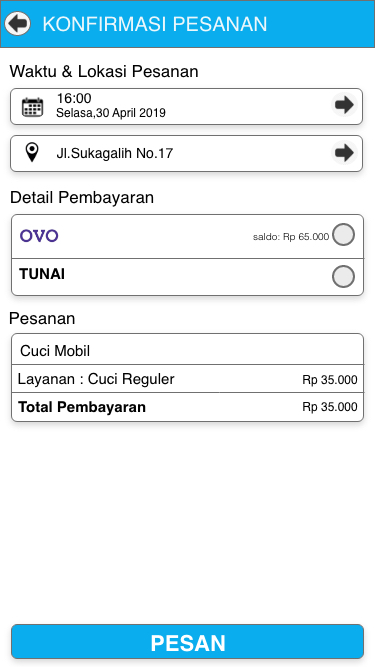 KONFIRMASI PESANAN
Waktu & Lokasi Pesanan
16:00
Selasa,30 April 2019
Jl.Sukagalih No.17
Detail Pembayaran
OVO saldo: Rp 65.000
TUNAI
Pesanan
Cuci Mobil
Layanan : Cuci Reguler Rp 35.000
Total Pembayaran Rp 35.000
PESAN